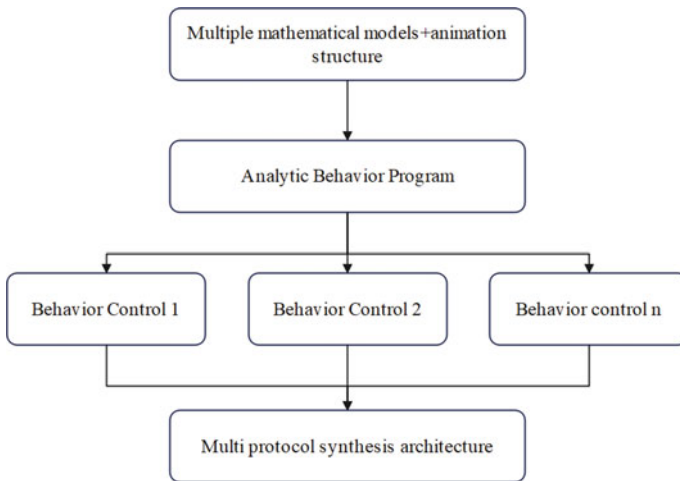 Multiple mathematical models+animation
structure
Analytic Behavior Program
Behavior Control 1
Behavior Control 2
Behavior control n
Multi protocol synthesis architecture